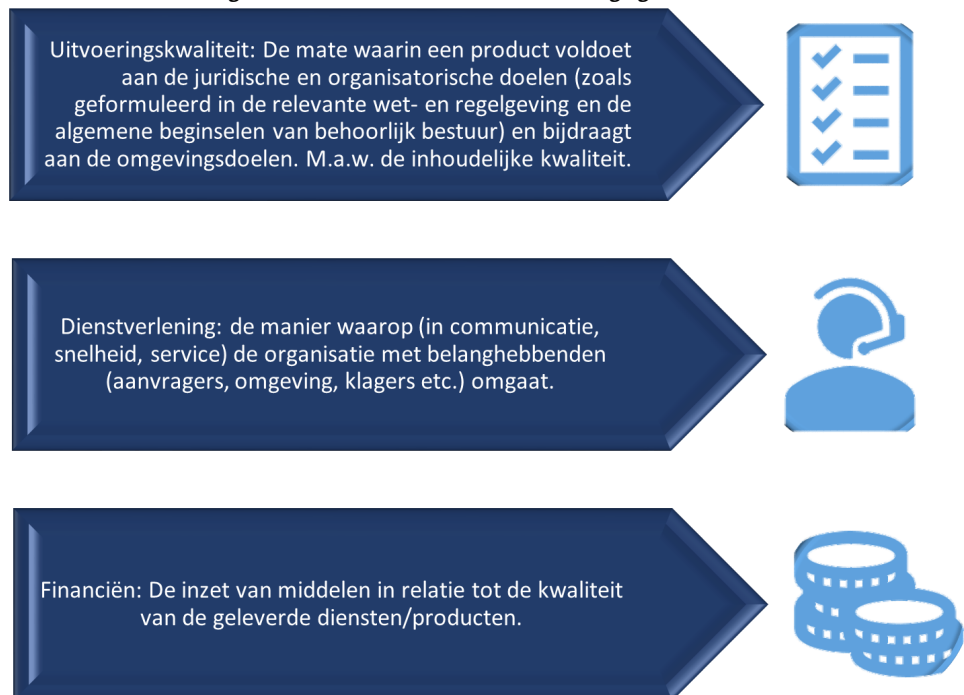 Uitvoeringskwaliteit: De mate waarin een product voldoet
aan de juridische en organisatorische doelen (zoals
geformuleerd in de relevante wet- en regelgeving en de
algemene beginselen van behoorlijk bestuur) en bijdraagt
aan de omgevingsdoelen. M.a.w. de inhoudelijke kwaliteit.
Dienstverlening: de manier waarop (in communicatie,
snelheid, service) de organisatie met belanghebbenden
(aanvragers, omgeving, klagers etc.) omgaat.
Financiën: De inzet van middelen in relatie tot de kwaliteit
van de geleverde diensten/producten.